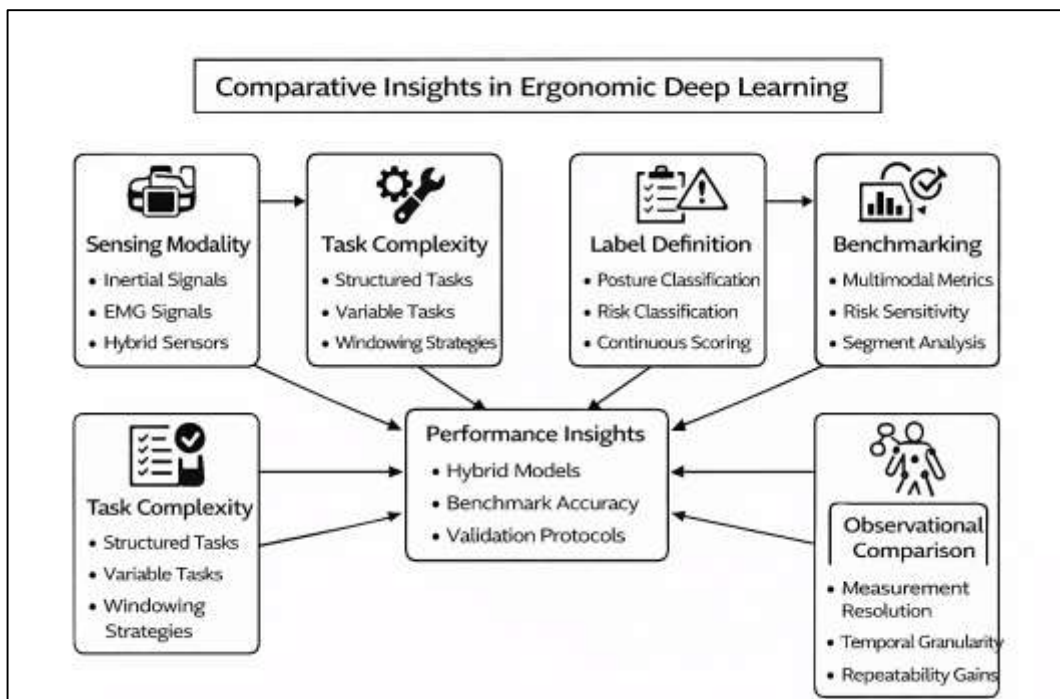 Comparative Insights in Ergonomic Deep Learning
Sensing Modality
• Inertial Signals
• EMG Signals
• Hybrid Sensors
Task Complexity
• Structured Tasks
• Variable Tasks
• Windowing Strategies
Label Definition
• Posture Classification
• Risk Classification
• Continuous Scoring
Benchmarking
• Multimodal Metrics
• Risk Sensitivity
• Segment Analysis
Task Complexity
• Structured Tasks
• Variable Tasks
• Windowing
Strategies
Performance Insights
• Hybrid Models
• Benchmark Accuracy
• Validation Protocols
Observational
Comparison
• Measurement
Resolution
• Temporal Granularity
• Repeatability Gains